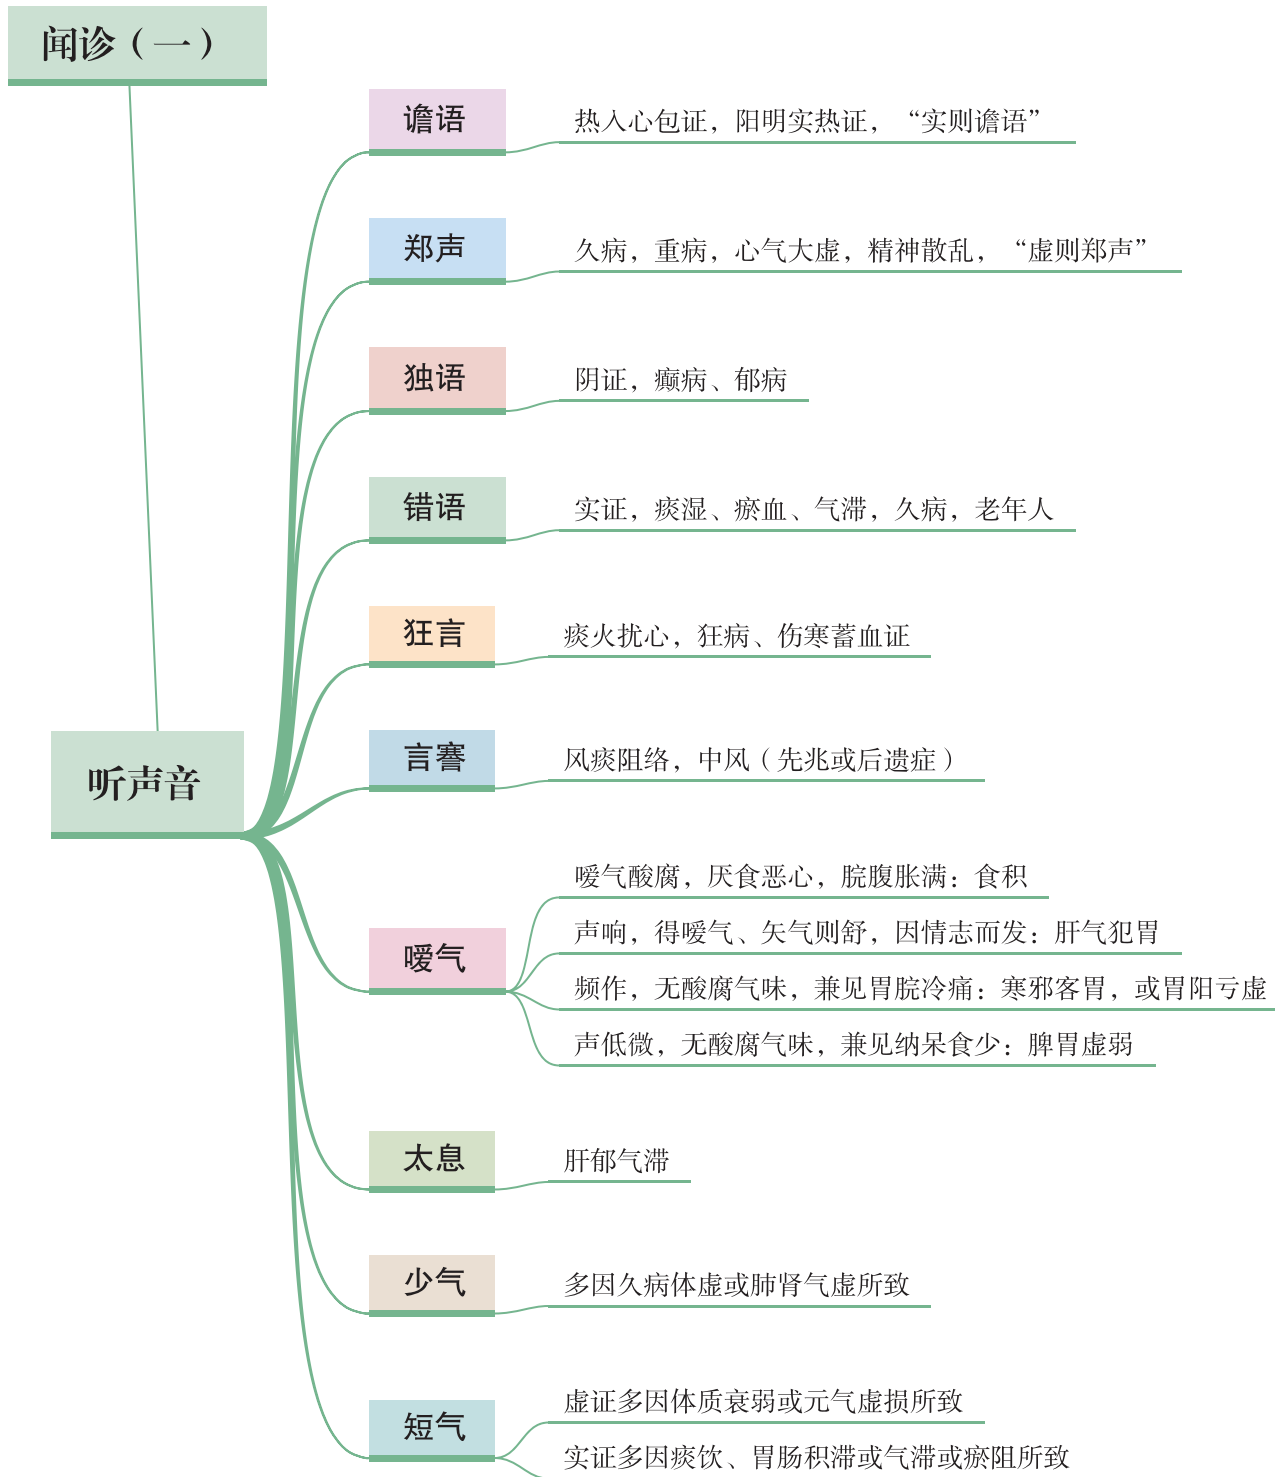 闻诊（一）
听声音
谵语
热入心包证，阳明实热证，“实则谵语”
郑声
久病，重病，心气大虚，精神散乱，“虚则郑声”
独语
阴证，癫病、郁病
错语
实证，痰湿、瘀血、气滞，久病，老年人
狂言
痰火扰心，狂病、伤寒蓄血证
言謇
风痰阻络，中风（先兆或后遗症）
嗳气
嗳气酸腐，厌食恶心，脘腹胀满：食积
声响，得嗳气、矢气则舒，因情志而发：肝气犯胃
频作，无酸腐气味，兼见胃脘冷痛：寒邪客胃，或胃阳亏虚
声低微，无酸腐气味，兼见纳呆食少：脾胃虚弱
太息
肝郁气滞
少气
多因久病体虚或肺肾气虚所致
短气
虚证多因体质衰弱或元气虚损所致
实证多因痰饮、胃肠积滞或气滞或瘀阻所致